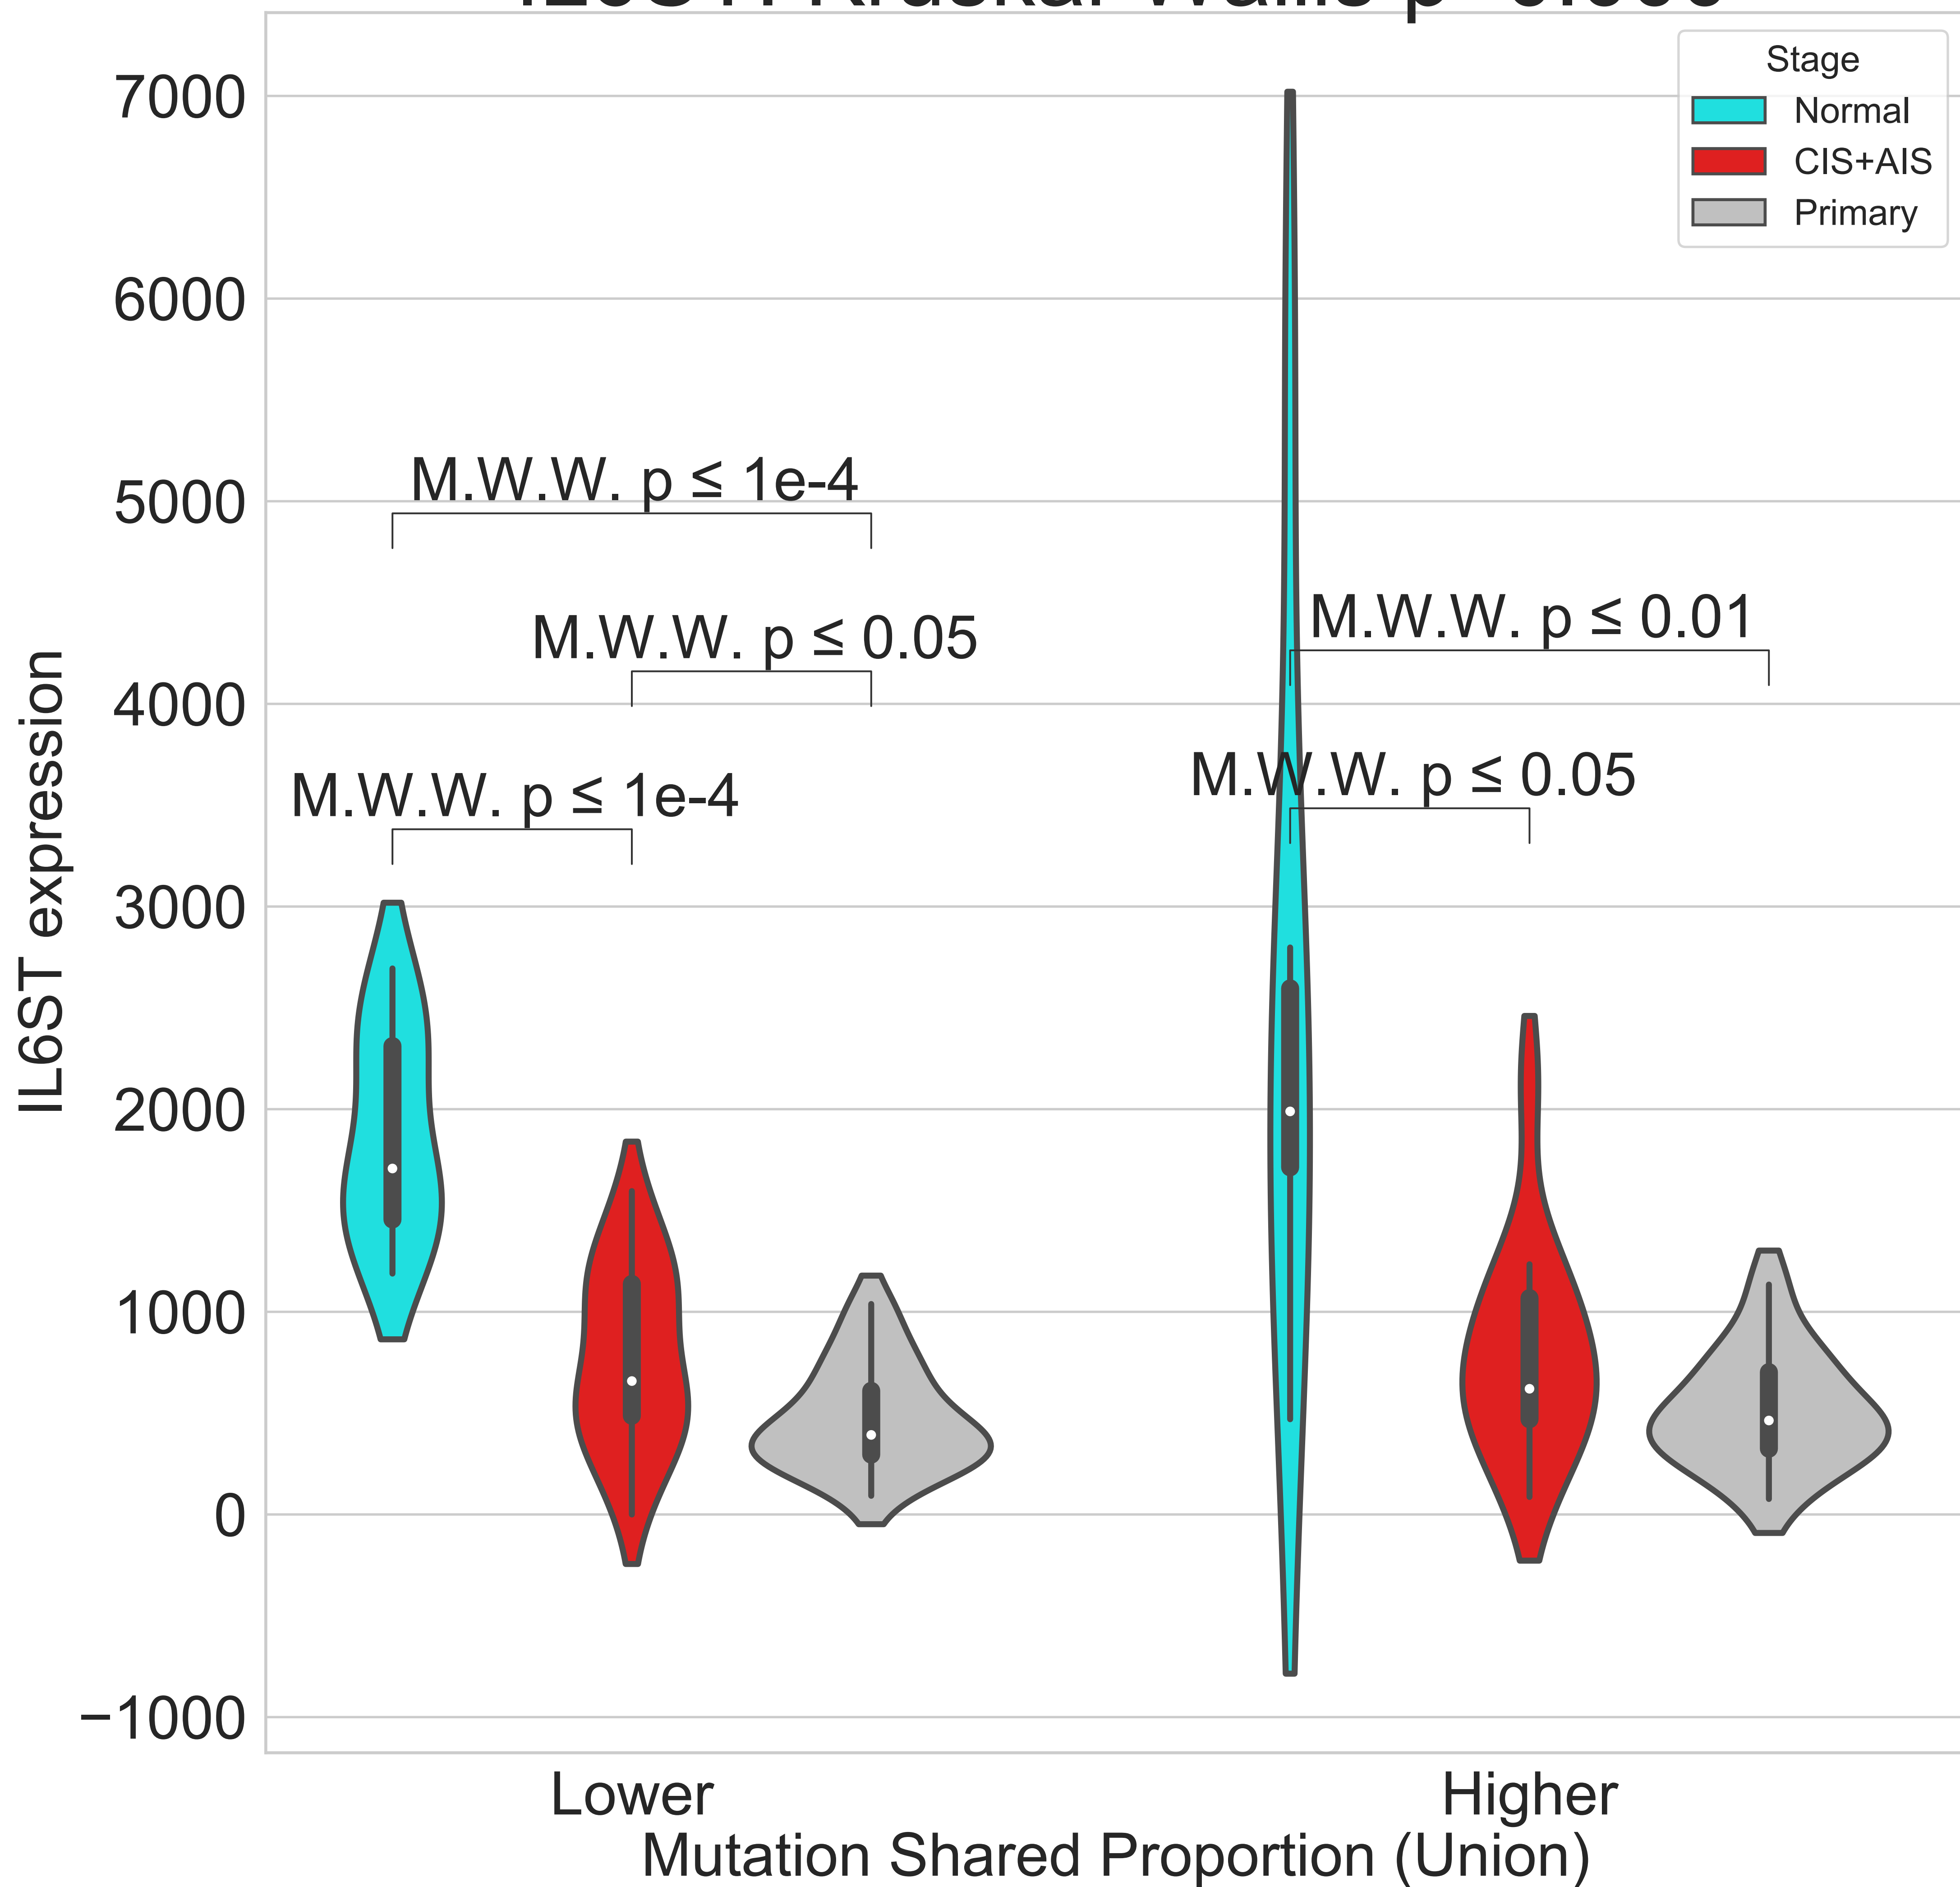 7000
6000
5000
4000
3000
2000
1000
0
−1000
IL6ST expression
Stage
Normal
CIS+AIS
Primary
M.W.W. p ≤ 1e-4
M.W.W. p ≤ 0.05
M.W.W. p ≤ 1e-4
M.W.W. p ≤ 0.01
M.W.W. p ≤ 0.05
Lower
Higher
Mutation Shared Proportion (Union)